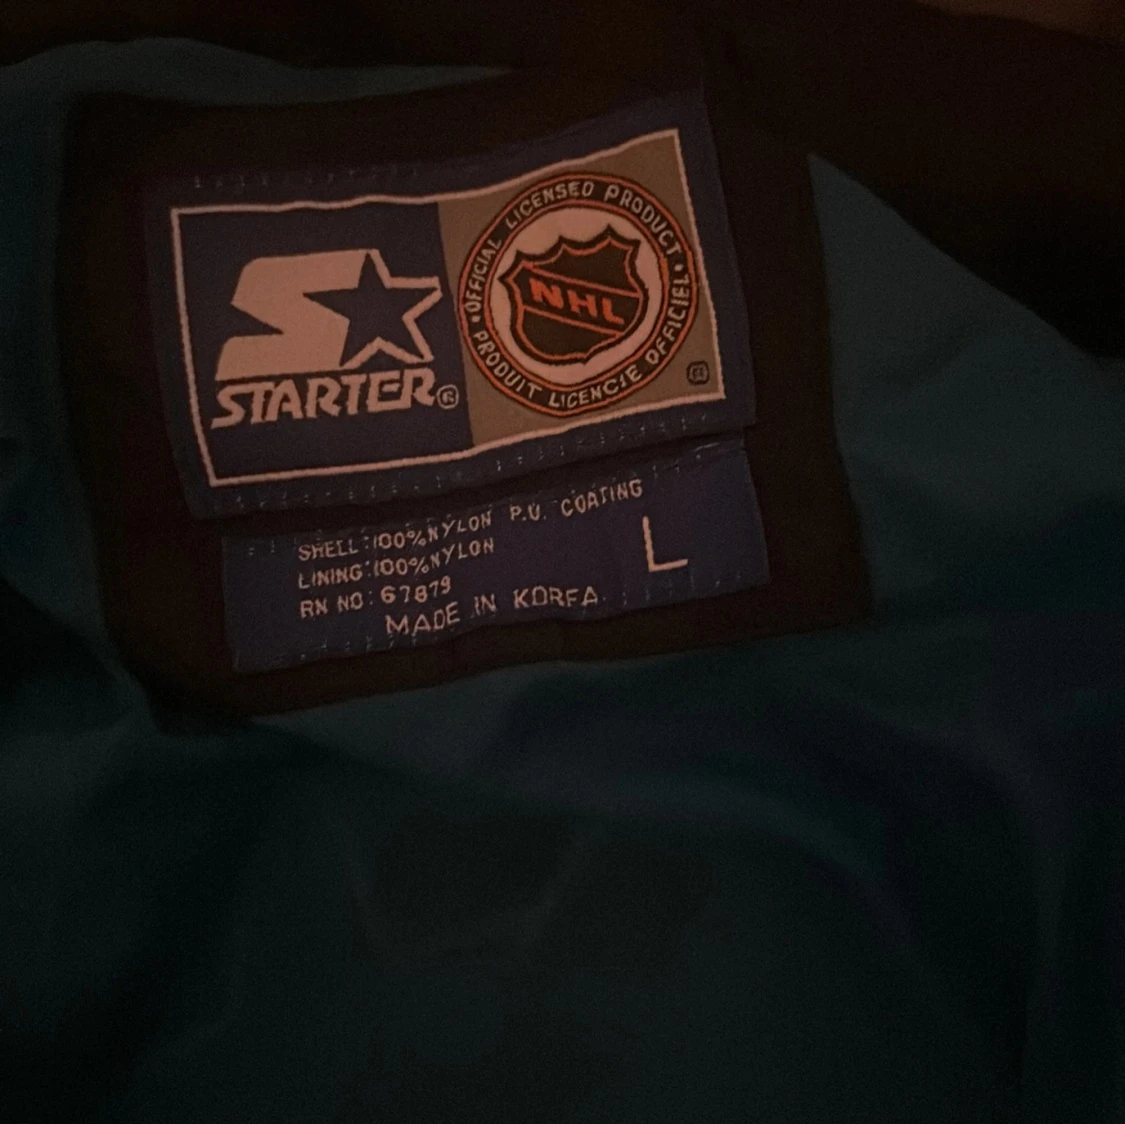 STARTER®
OFFICIAL LICENSED PRODUCT
NHL
PRODUIT LICENCIE OFFICIEL
SHELL:100%NYLON P.U. COATING
LINING:100%NYLON
RN NO:67879
MADE IN KOREA
L